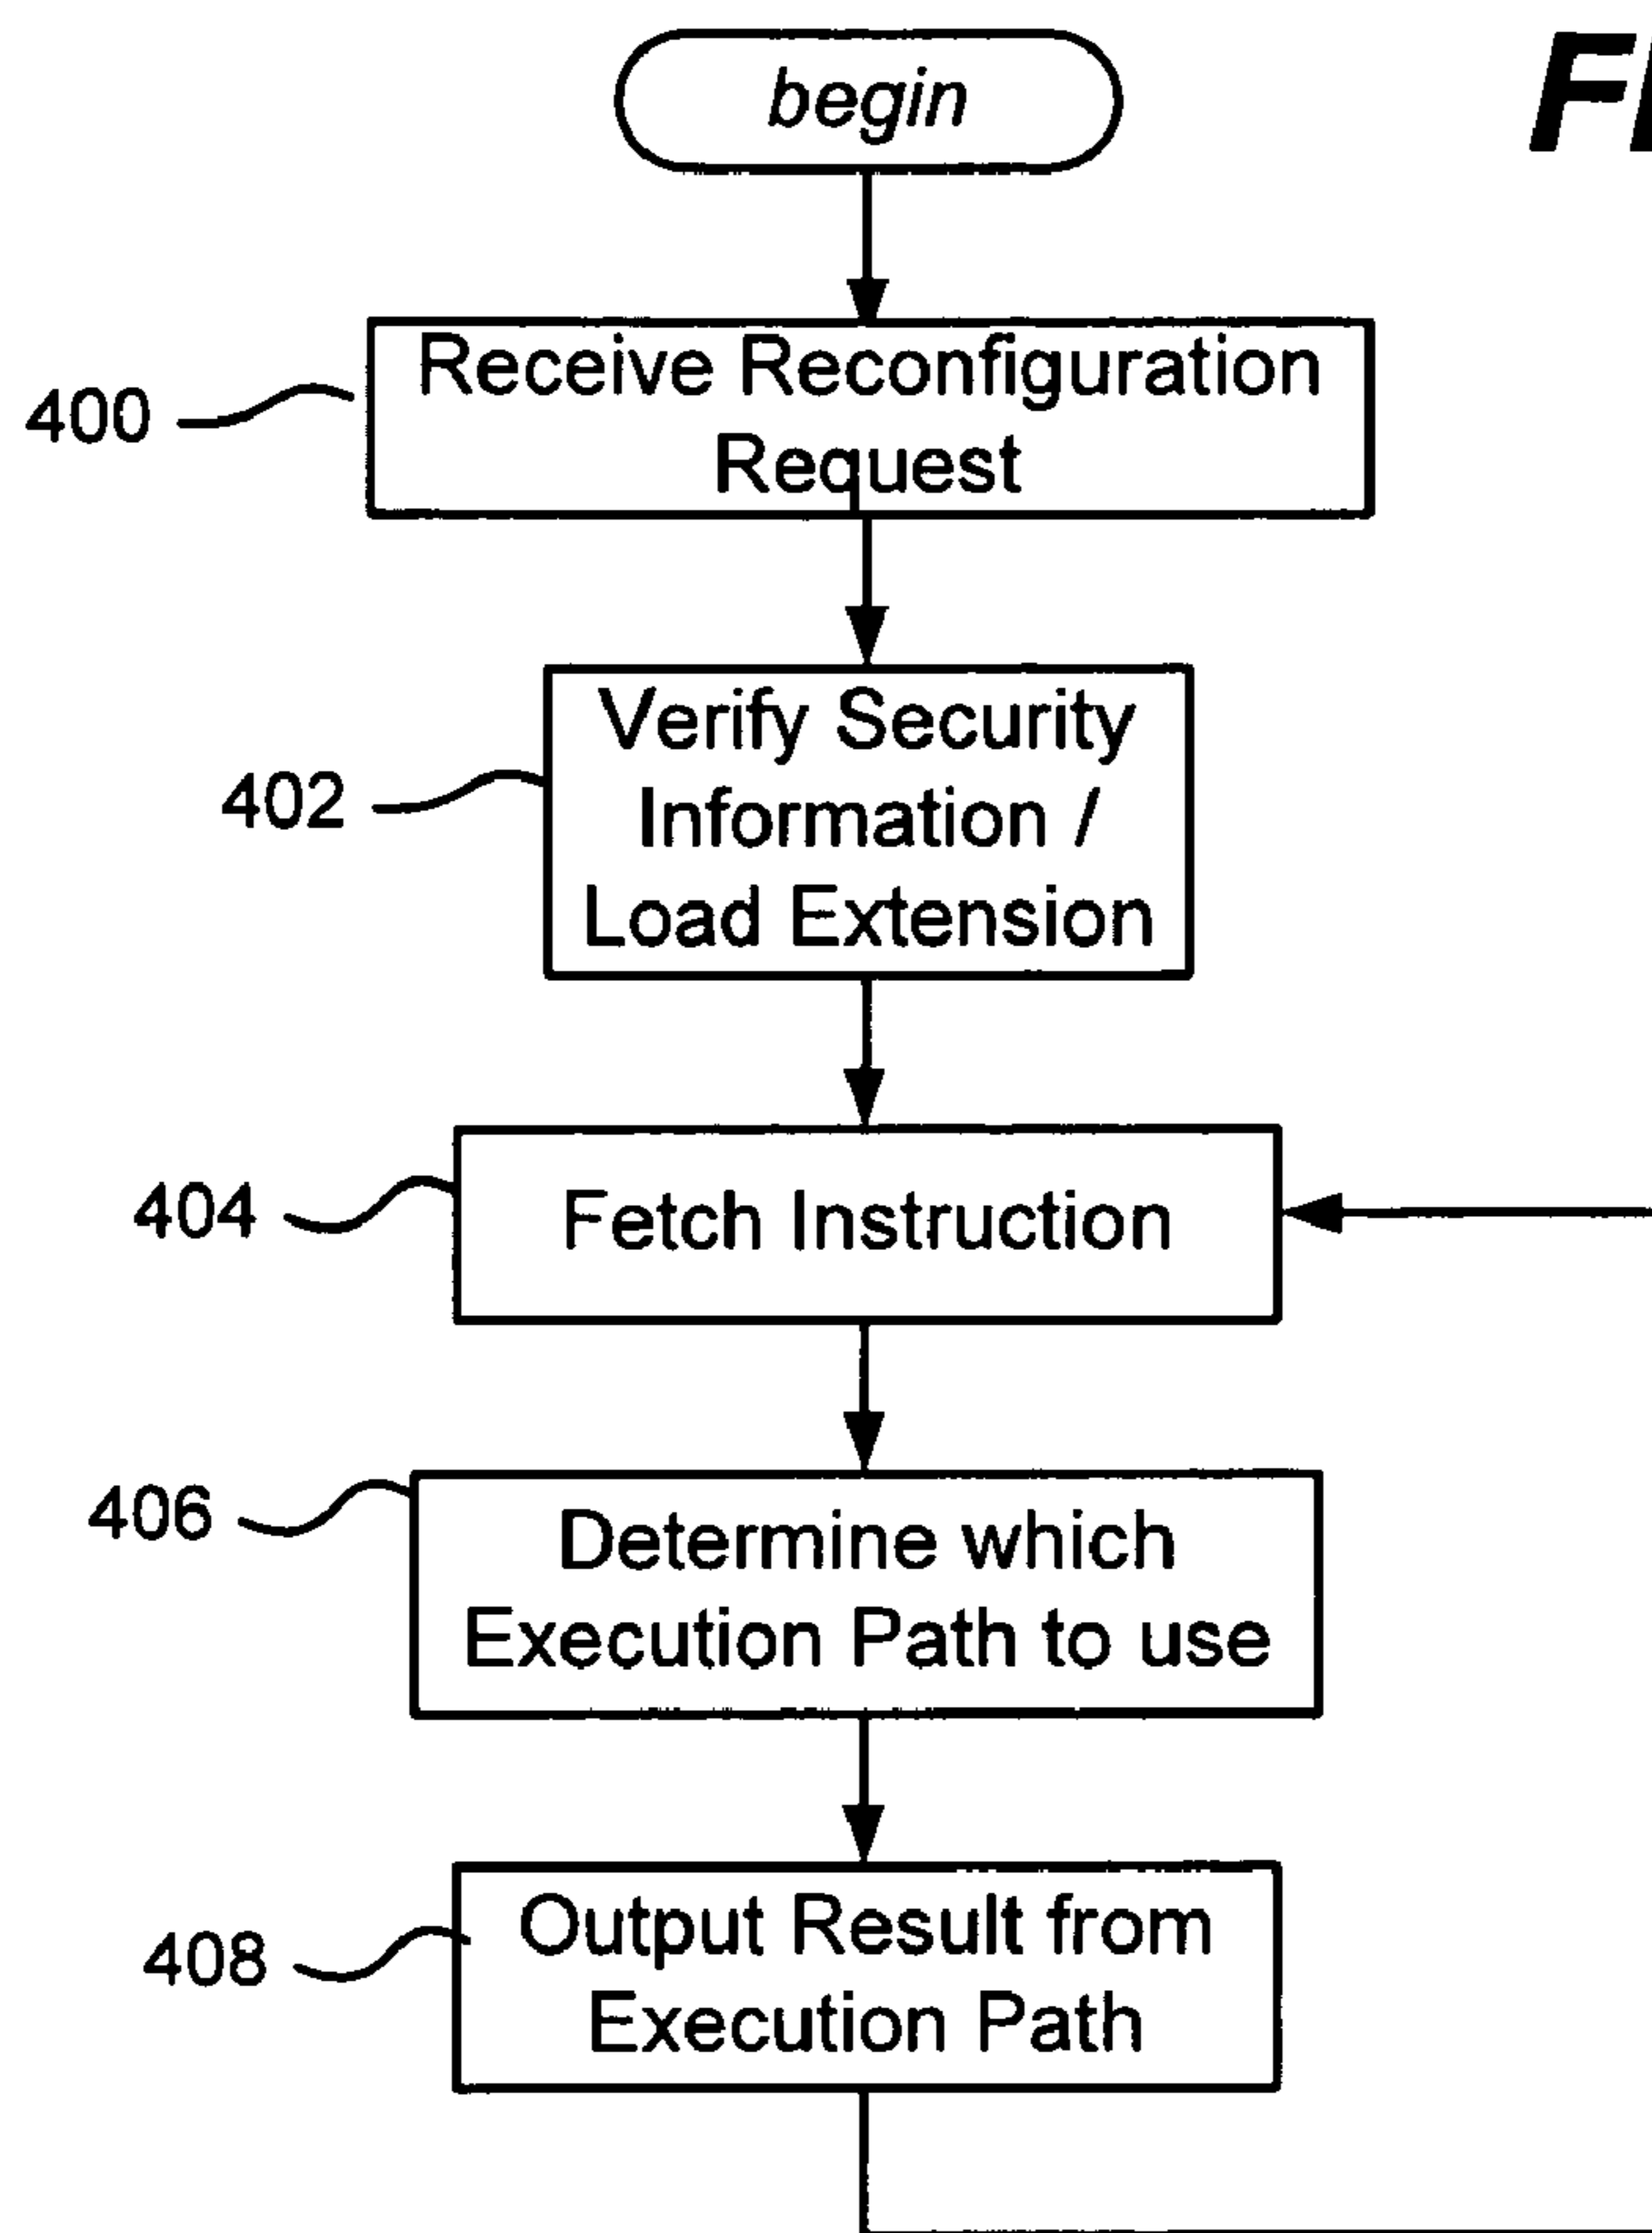 begin
Receive Reconfiguration
Request
400
Verify Security
Information /
Load Extension
402
Fetch Instruction
404
Determine which
Execution Path to use
406
Output Result from
Execution Path
408